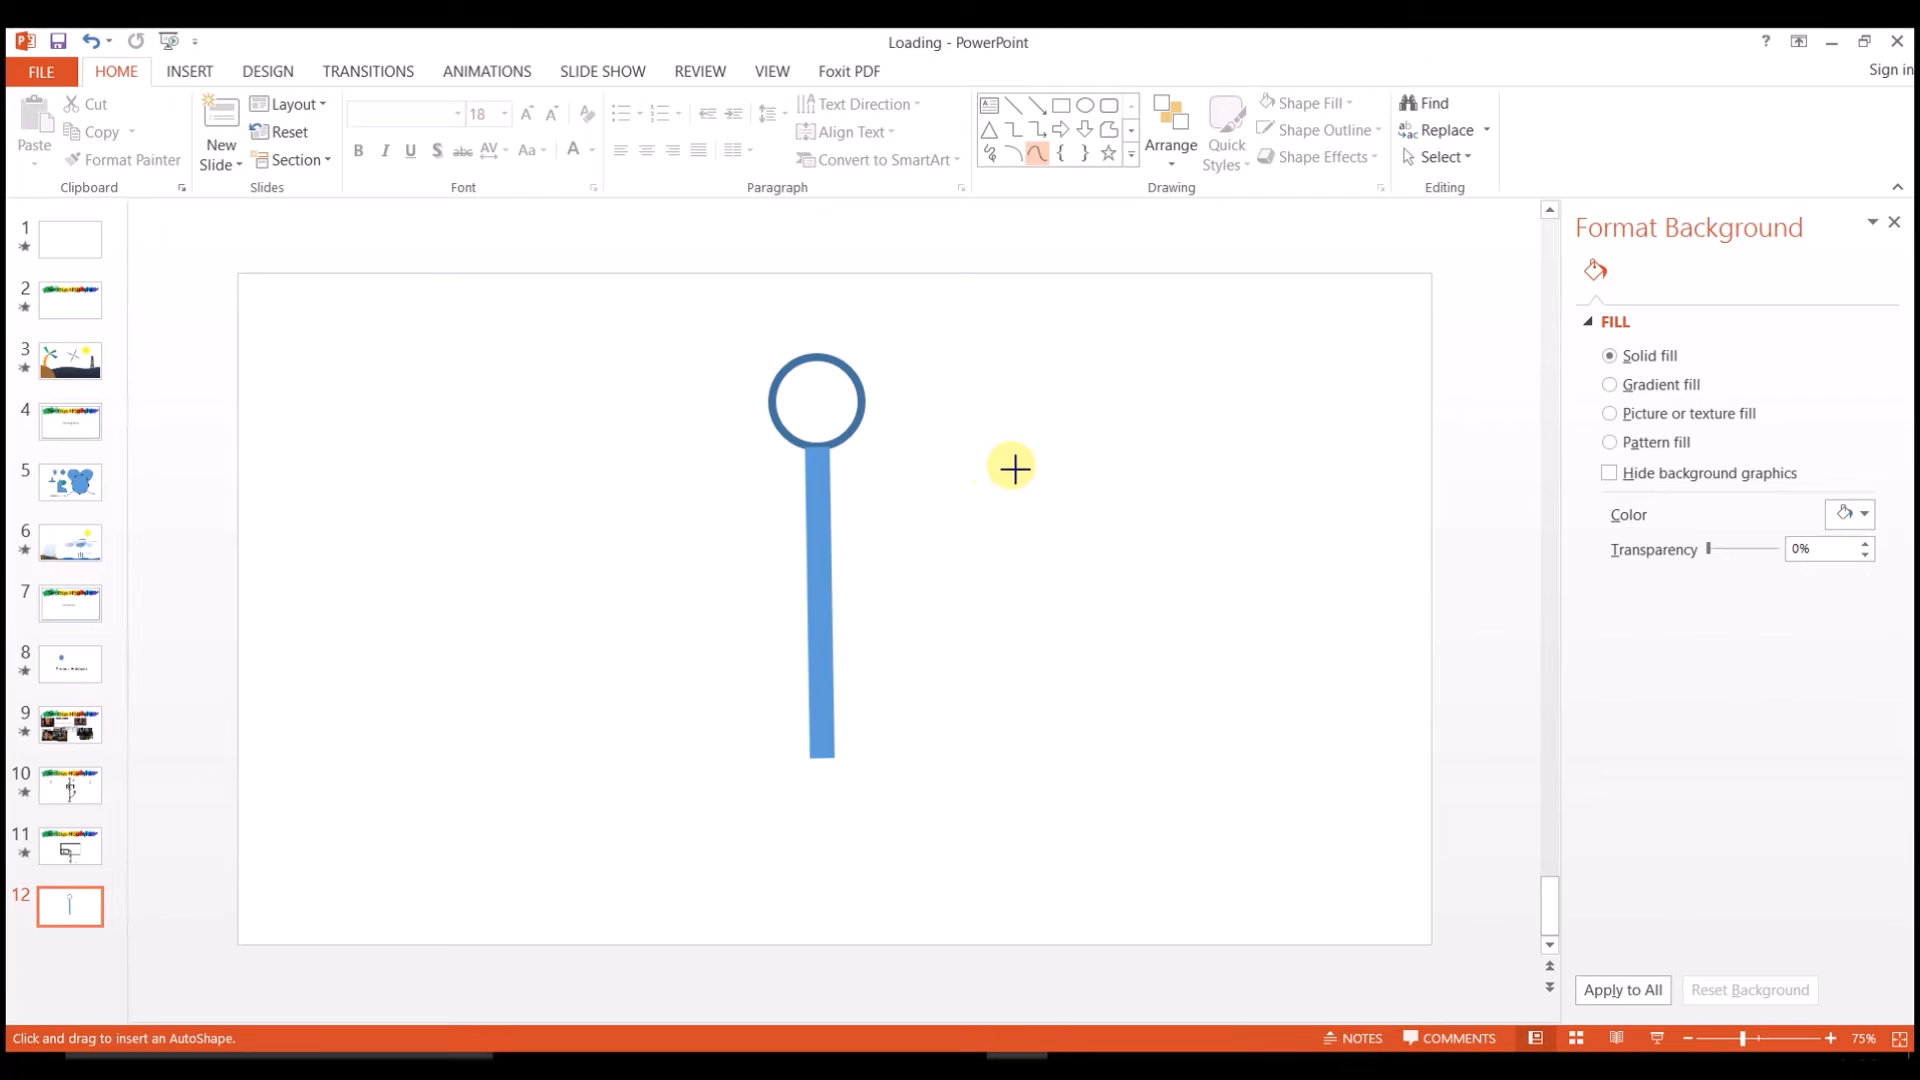 Loading - PowerPoint
Sign in
FILE HOME INSERT DESIGN TRANSITIONS ANIMATIONS SLIDE SHOW REVIEW VIEW Foxit PDF
Paste
Cut
Copy
Format Painter
Clipboard
New
Slide
Layout
Reset
Section
Slides
18
B I U S abc AV Aa A
Font
Text Direction
Align Text
Convert to SmartArt
Paragraph
Arrange
Quick
Styles
Shape Fill
Shape Outline
Shape Effects
Drawing
Find
Replace
Select
Editing
1
2
3
4
5
6
7
8
9
10
11
12
Format Background
FILL
Solid fill
Gradient fill
Picture or texture fill
Pattern fill
Hide background graphics
Color
Transparency 0%
Apply to All Reset Background
Click and drag to insert an AutoShape. NOTES COMMENTS 75%